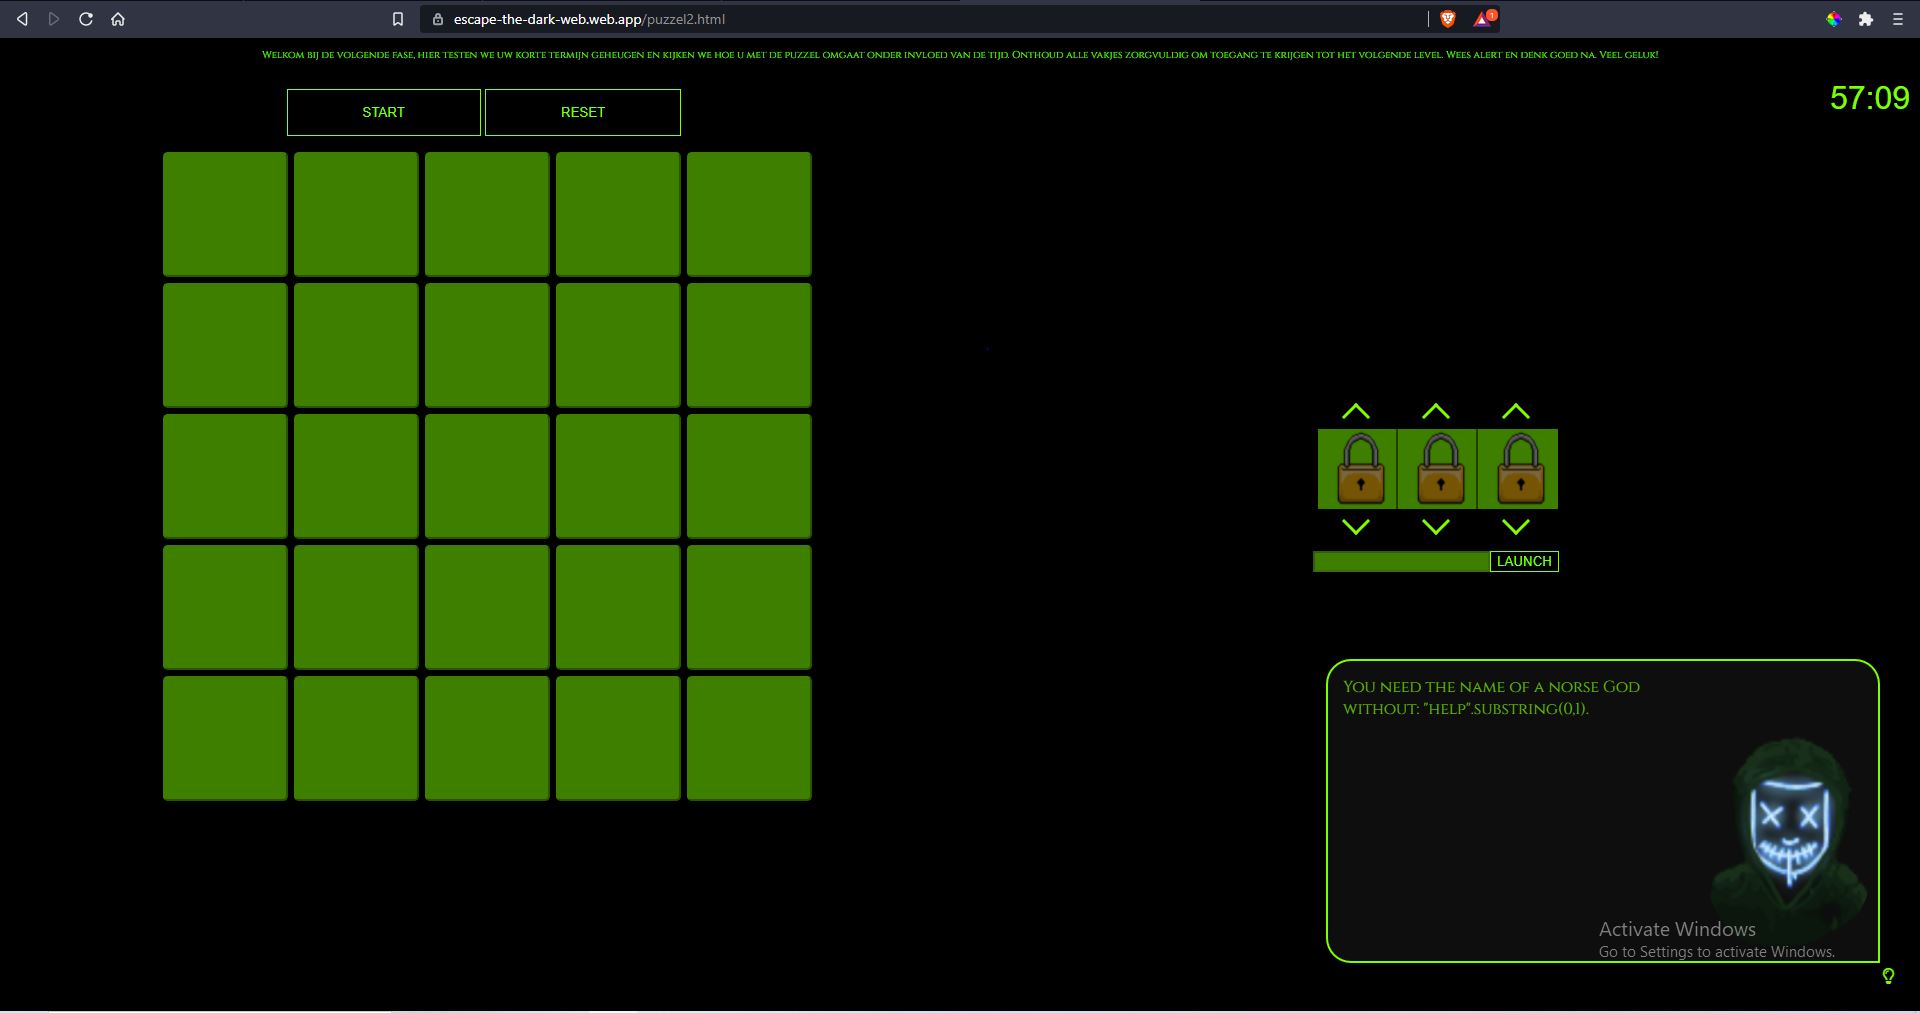 escape-the-dark-web.web.app/puzzel2.html
1
Welkom bij de volgende fase, hier testen we uw korte termijn geheugen en kijken we hoe u met de puzzel omgaat onder invloed van de tijd. Onthoud alle vakjes zorgvuldig om toegang te krijgen tot het volgende level. Wees alert en denk goed na. Veel geluk!
START RESET
57:09
LAUNCH
You need the name of a norse God
without: "help".substring(0,1).
Activate Windows
Go to Settings to activate Windows.